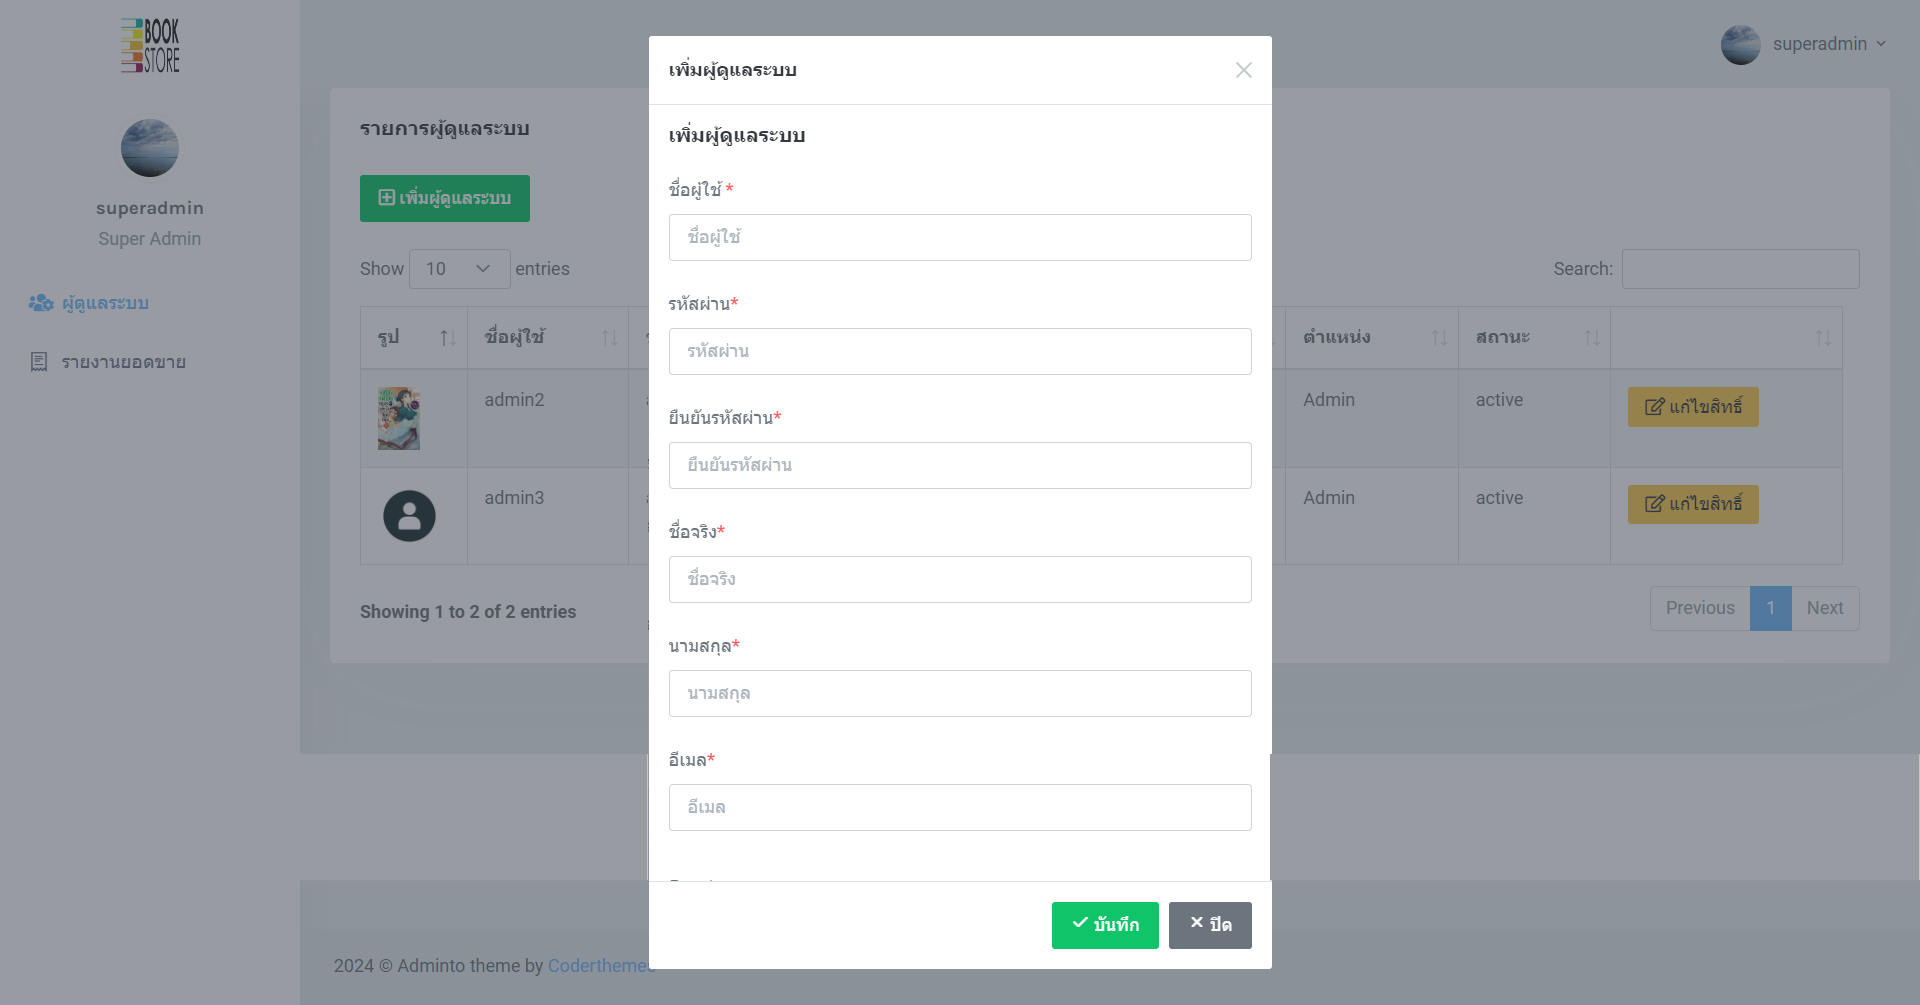 BOOK
STORE
superadmin
Super Admin
ผู้ดูแลระบบ
รายงานยอดขาย
superadmin
รายการผู้ดูแลระบบ
เพิ่มผู้ดูแลระบบ
Show 10 entries
Search:
รูป ชื่อผู้ใช้ ตำแหน่ง สถานะ
admin2 Admin active แก้ไขสิทธิ์
admin3 Admin active แก้ไขสิทธิ์
Showing 1 to 2 of 2 entries
Previous 1 Next
2024 © Adminto theme by Coderthemes
เพิ่มผู้ดูแลระบบ
เพิ่มผู้ดูแลระบบ
ชื่อผู้ใช้ *
ชื่อผู้ใช้
รหัสผ่าน*
รหัสผ่าน
ยืนยันรหัสผ่าน*
ยืนยันรหัสผ่าน
ชื่อจริง*
ชื่อจริง
นามสกุล*
นามสกุล
อีเมล*
อีเมล
บันทึก ปิด